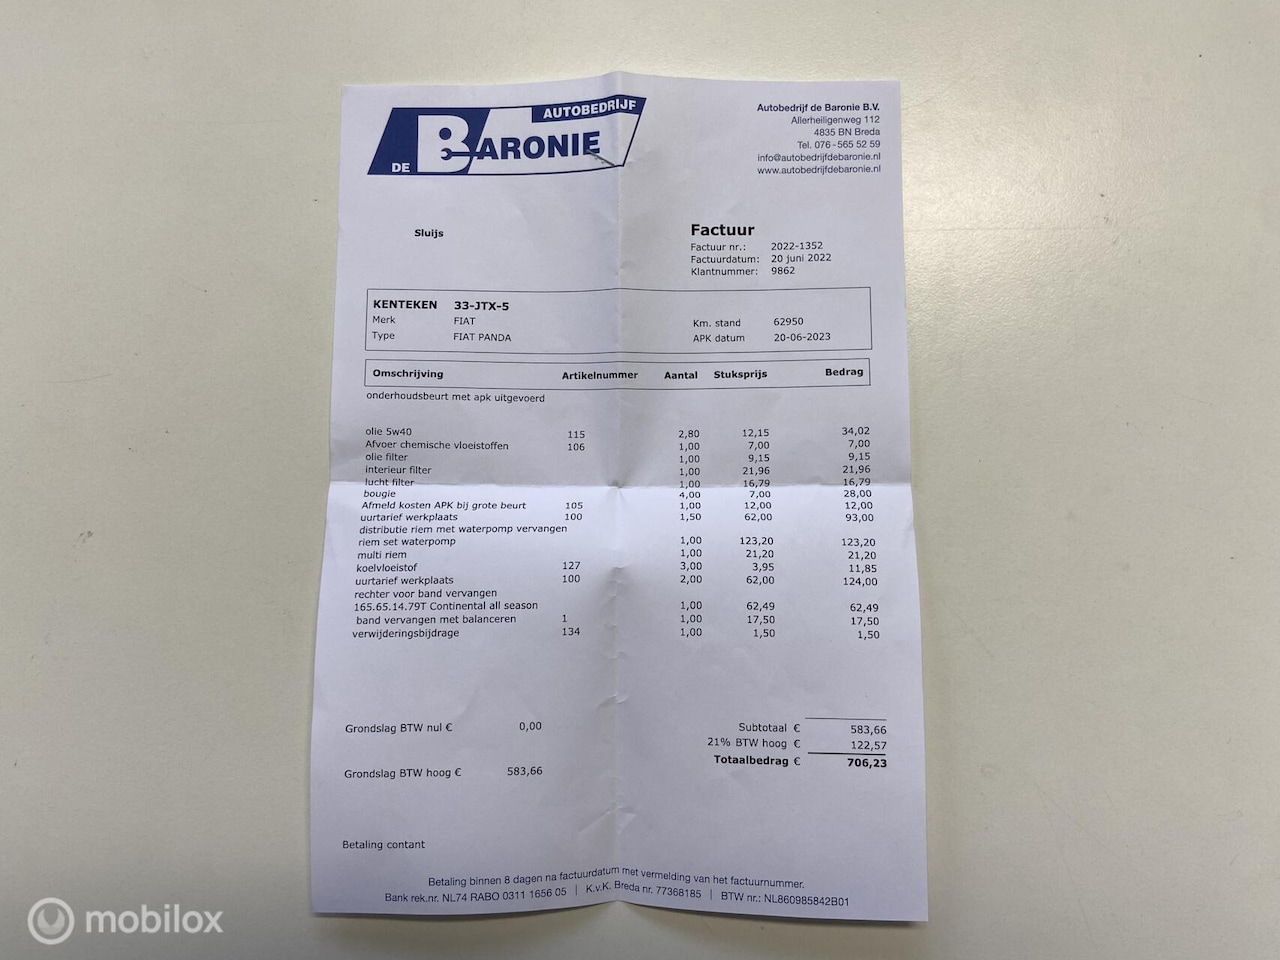 AUTOBEDRIJF
DE BARONIE
Autobedrijf de Baronie B.V.
Allerheiligenweg 112
4835 BN Breda
Tel. 076 - 565 52 59
info@autobedrijfdebaronie.nl
www.autobedrijfdebaronie.nl
Sluijs
Factuur
Factuur nr.: 2022-1352
Factuurdatum: 20 juni 2022
Klantnummer: 9862
KENTEKEN 33-JTX-5
Merk FIAT Km. stand 62950
Type FIAT PANDA APK datum 20-06-2023
Omschrijving Artikelnummer Aantal Stuksprijs Bedrag
onderhoudsbeurt met apk uitgevoerd
olie 5w40 115 2,80 12,15 34,02
Afvoer chemische vloeistoffen 106 1,00 7,00 7,00
olie filter 1,00 9,15 9,15
interieur filter 1,00 21,96 21,96
lucht filter 1,00 16,79 16,79
bougie 4,00 7,00 28,00
Afmeld kosten APK bij grote beurt 105 1,00 12,00 12,00
uurtarief werkplaats 100 1,50 62,00 93,00
distributie riem met waterpomp vervangen
riem set waterpomp 1,00 123,20 123,20
multi riem 1,00 21,20 21,20
koelvloeistof 127 3,00 3,95 11,85
uurtarief werkplaats 100 2,00 62,00 124,00
rechter voor band vervangen
165.65.14.79T Continental all season 1,00 62,49 62,49
band vervangen met balanceren 1 1,00 17,50 17,50
verwijderingsbijdrage 134 1,00 1,50 1,50
Grondslag BTW nul € 0,00 Subtotaal € 583,66
21% BTW hoog € 122,57
Grondslag BTW hoog € 583,66 Totaalbedrag € 706,23
Betaling contant
Betaling binnen 8 dagen na factuurdatum met vermelding van het factuurnummer.
Bank rek.nr. NL74 RABO 0311 1656 05 | K.v.K. Breda nr. 77368185 | BTW nr.: NL860985842B01
mobilox